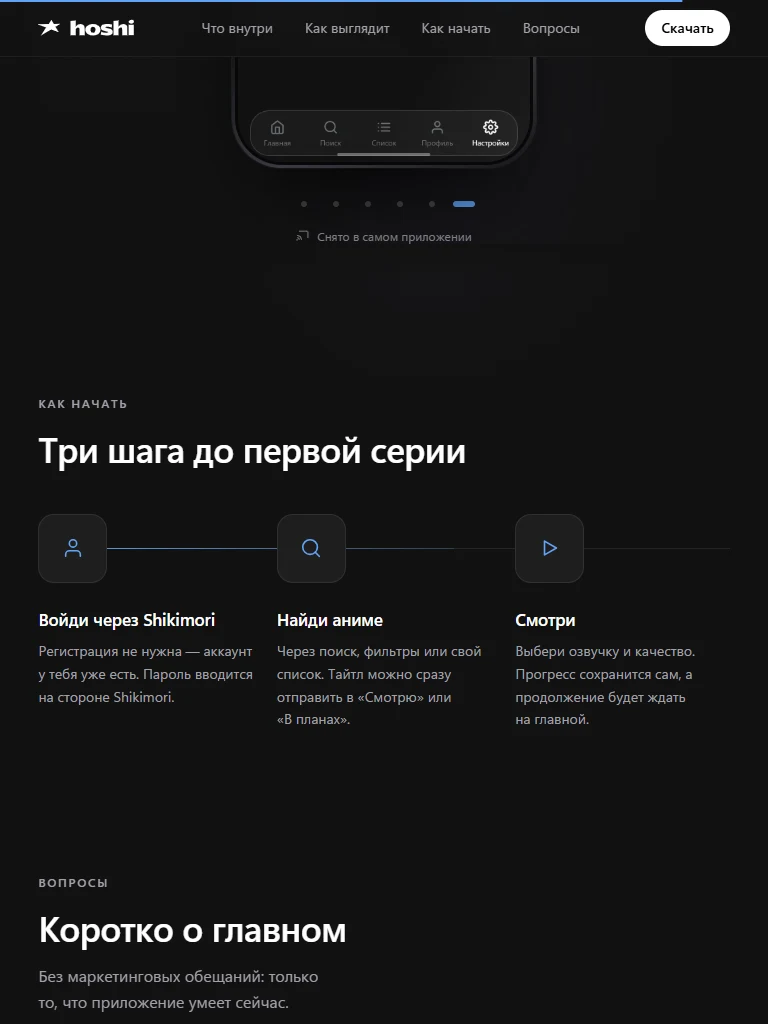 hoshi
Что внутри
Как выглядит
Как начать
Вопросы
Скачать
Главная
Поиск
Список
Профиль
Настройки
Снято в самом приложении
КАК НАЧАТЬ
Три шага до первой серии
Войди через Shikimori
Регистрация не нужна — аккаунт
у тебя уже есть. Пароль вводится
на стороне Shikimori.
Найди аниме
Через поиск, фильтры или свой
список. Тайтл можно сразу
отправить в «Смотрю» или
«В планах».
Смотри
Выбери озвучку и качество.
Прогресс сохранится сам, а
продолжение будет ждать
на главной.
ВОПРОСЫ
Коротко о главном
Без маркетинговых обещаний: только
то, что приложение умеет сейчас.